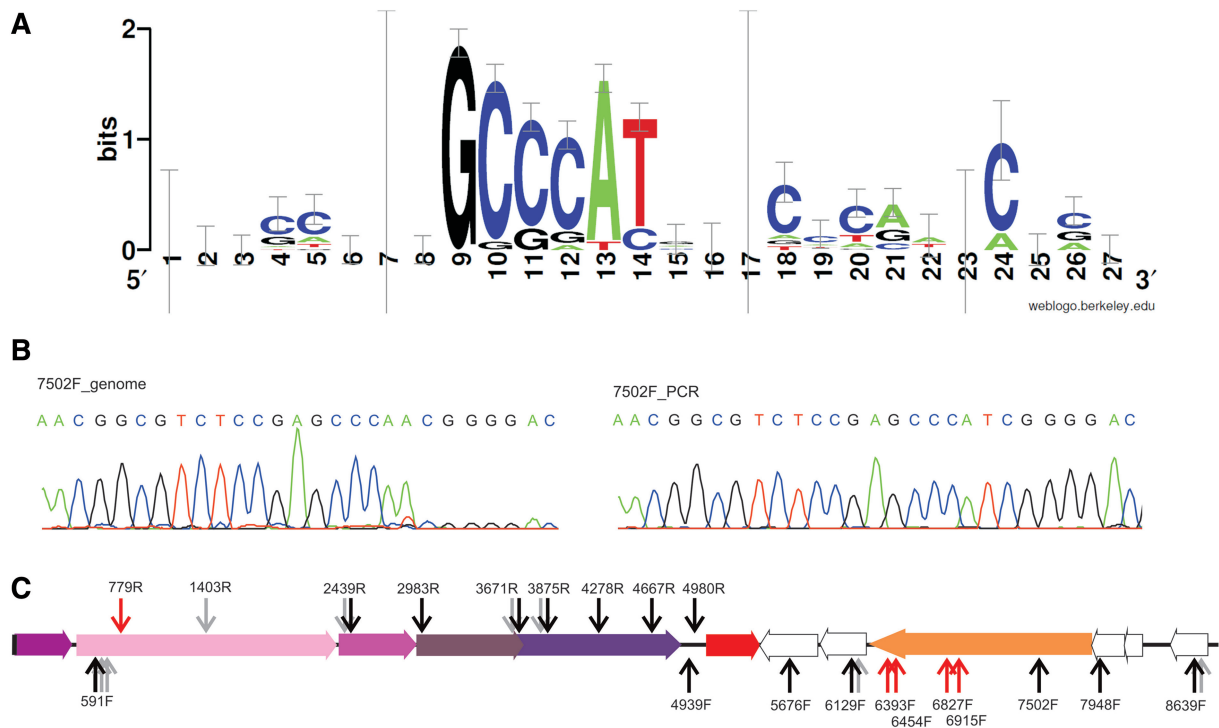 A
2
1
0
bits
G C C C A T C C A C
1 2 3 4 5 6 7 8 9 10 11 12 13 14 15 16 17 18 19 20 21 22 23 24 25 26 27
5′ 3′
weblogo.berkeley.edu
B
7502F_genome
A A C G G C G T C T C C G A G C C C A A C G G G G A C
7502F_PCR
A A C G G C G T C T C C G A G C C C A T C G G G G A C
C
779R 1403R 2439R 2983R 3671R 3875R 4278R 4667R 4980R
591F 4939F 5676F 6129F 6393F 6827F 7502F 7948F 8639F
6454F 6915F